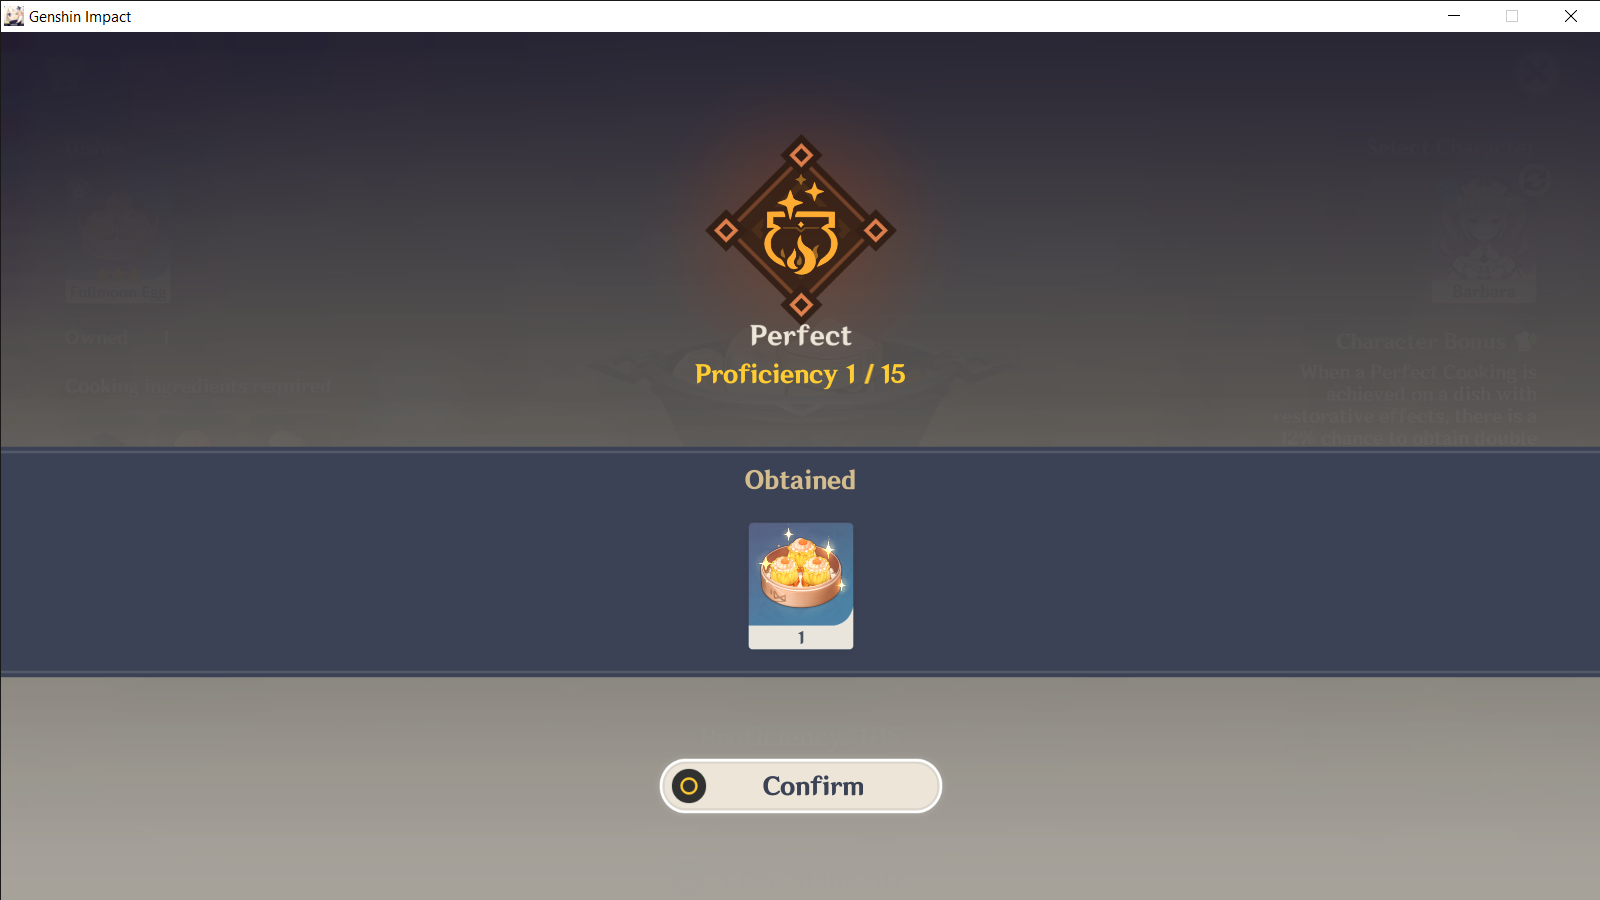 Genshin Impact
Select Character
Fullmoon Egg
Barbara
Perfect
Owned 1
Character Bonus
Proficiency 1 / 15
Cooking ingredients required
When a Perfect Cooking is
achieved on a dish with
restorative effects, there is a
12% chance to obtain double
Obtained
1
Confirm